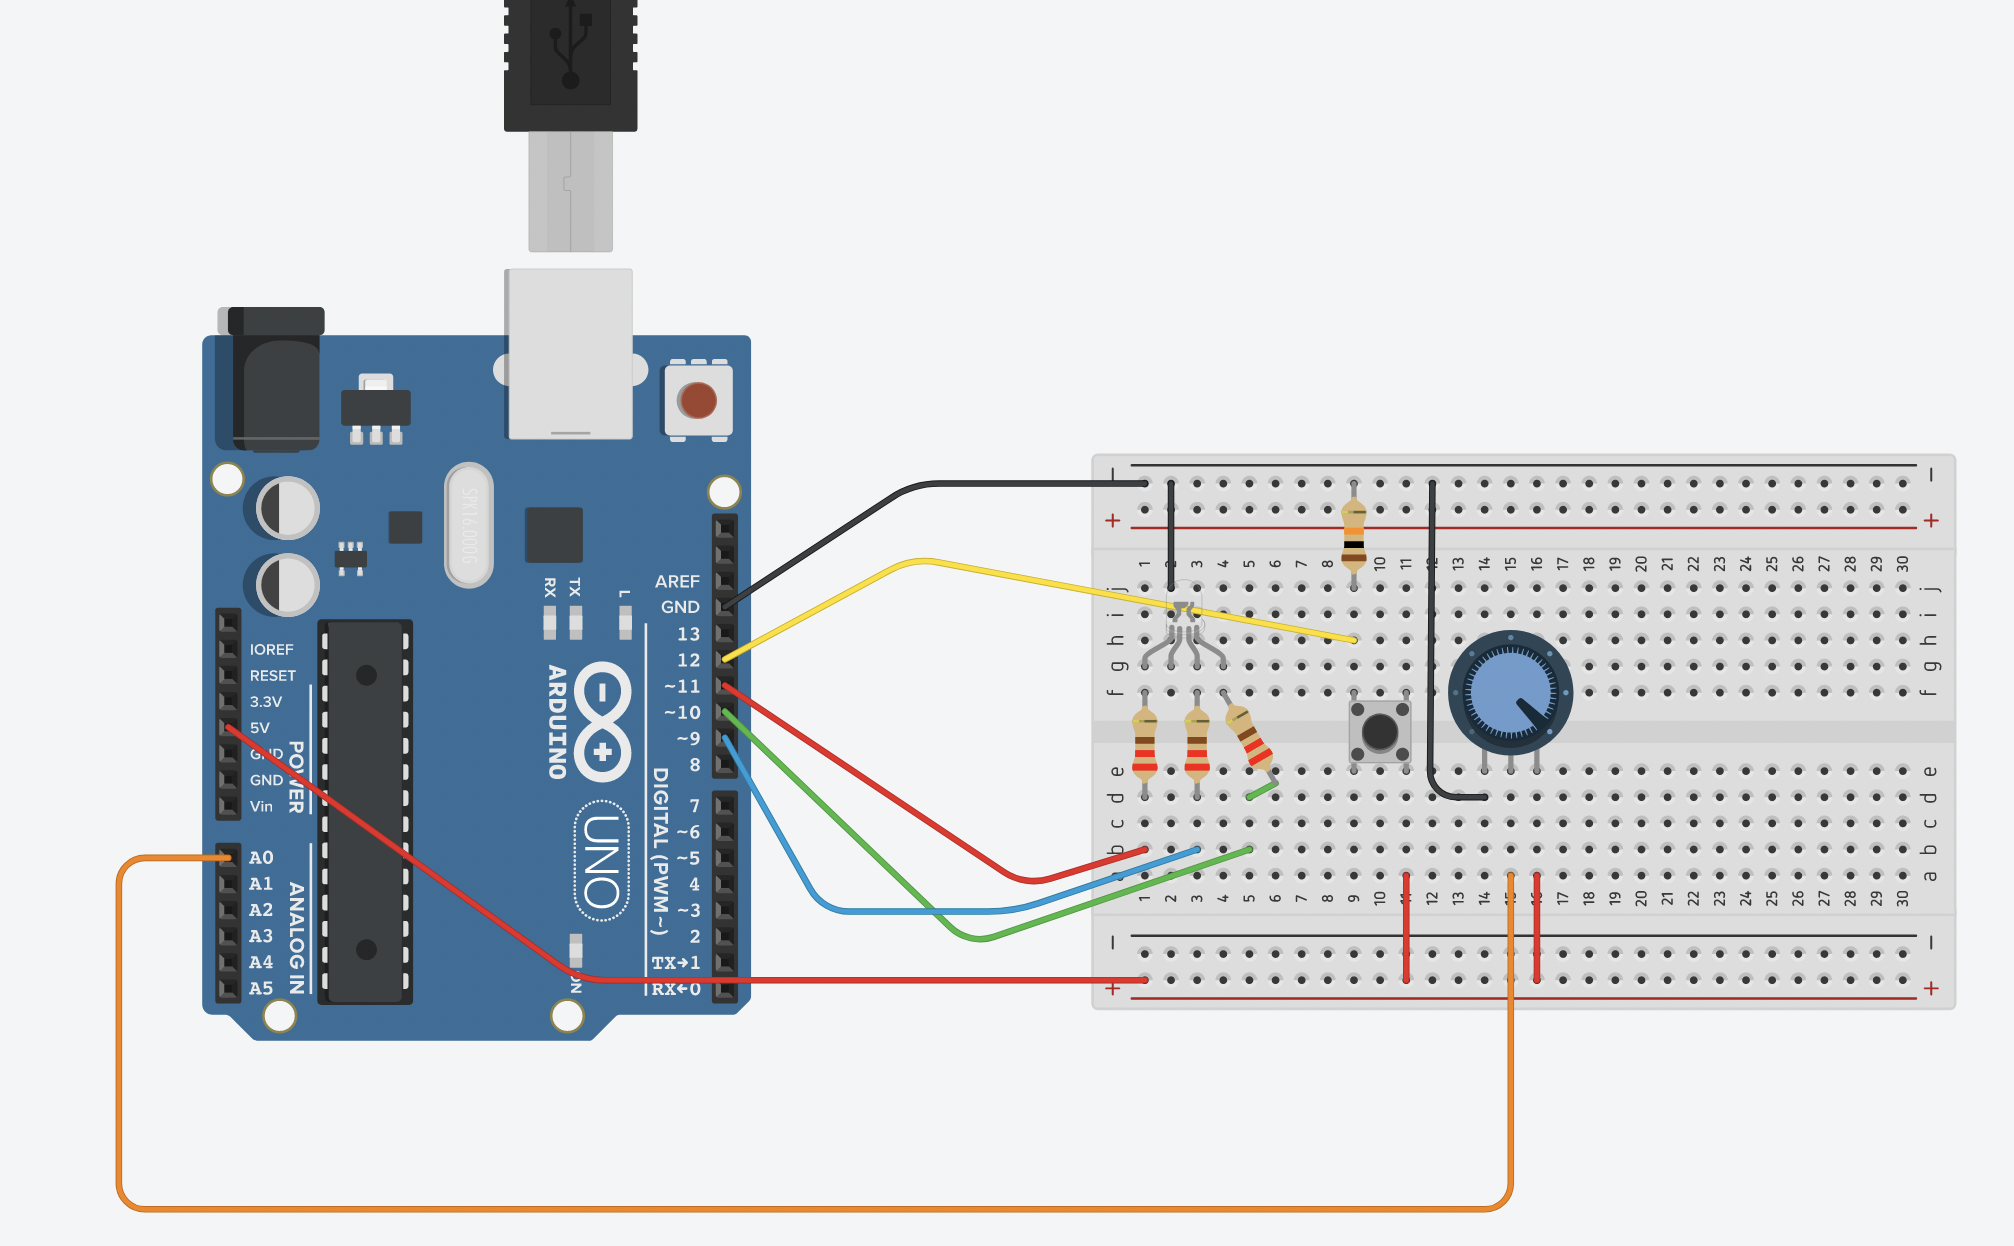 SPK16.000G
RX
TX
L
AREF
GND
13
12
~11
~10
~9
8
7
~6
~5
4
~3
2
TX→1
RX←0
DIGITAL (PWM ~)
ARDUINO
UNO
ON
IOREF
RESET
3.3V
5V
GND
GND
Vin
POWER
A0
A1
A2
A3
A4
A5
ANALOG IN
− −
+ +
1 2 3 4 5 6 7 8 9 10 11 12 13 14 15 16 17 18 19 20 21 22 23 24 25 26 27 28 29 30
j j
i i
h h
g g
f f
e e
d d
c c
b b
a a
1 2 3 4 5 6 7 8 9 10 11 12 13 14 15 16 17 18 19 20 21 22 23 24 25 26 27 28 29 30
− −
+ +